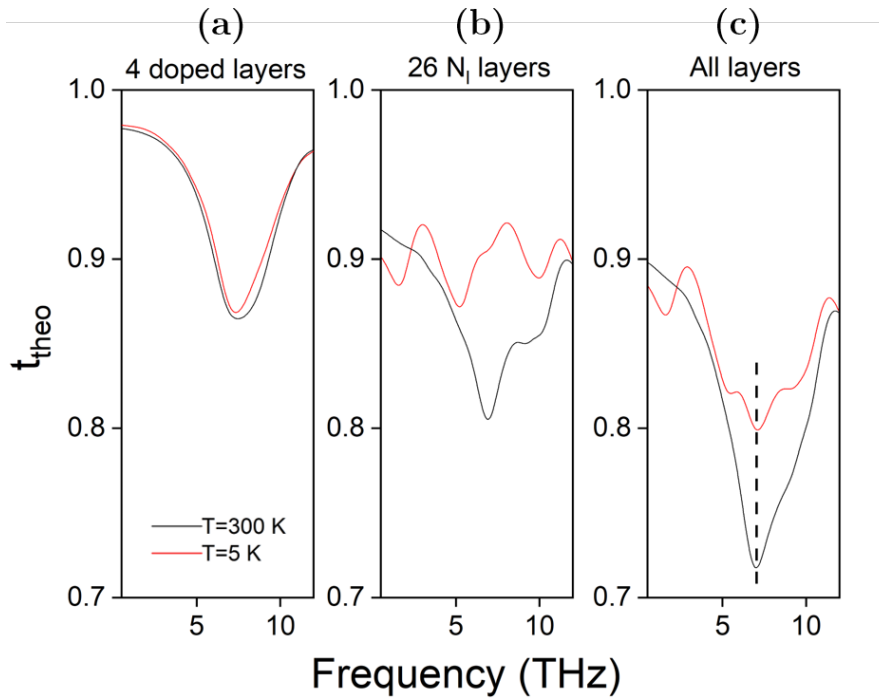 (a) (b) (c)
4 doped layers 26 N_l layers All layers
1.0 1.0 1.0
0.9 0.9 0.9
t_theo
0.8 0.8 0.8
T=300 K
T=5 K
0.7 0.7 0.7
5 10 5 10 5 10
Frequency (THz)